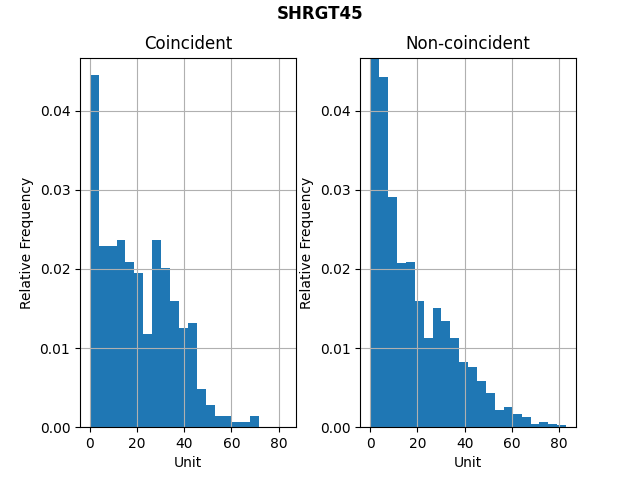 SHRGT45
Coincident
Non-coincident
Relative Frequency
0.04
0.03
0.02
0.01
0.00
0 20 40 60 80
Unit
Relative Frequency
0.04
0.03
0.02
0.01
0.00
0 20 40 60 80
Unit